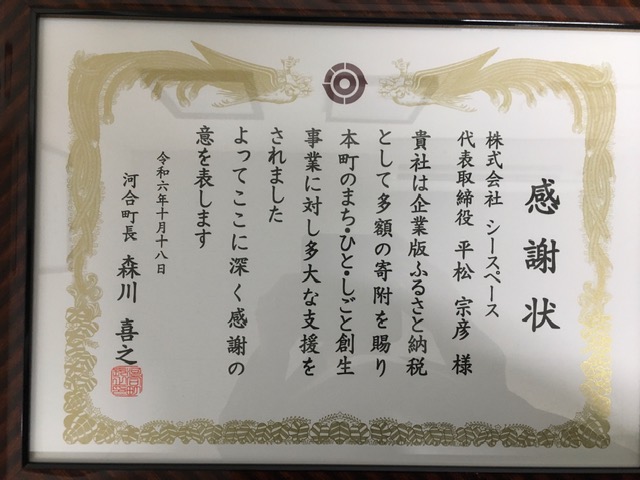 感謝状
株式会社 シースペース
代表取締役 平松 宗彦 様
貴社は企業版ふるさと納税
として多額の寄附を賜り
本町のまち・ひと・しごと創生
事業に対し多大な支援を
されました
よってここに深く感謝の
意を表します
令和六年十月十八日
河合町長 森川 喜之